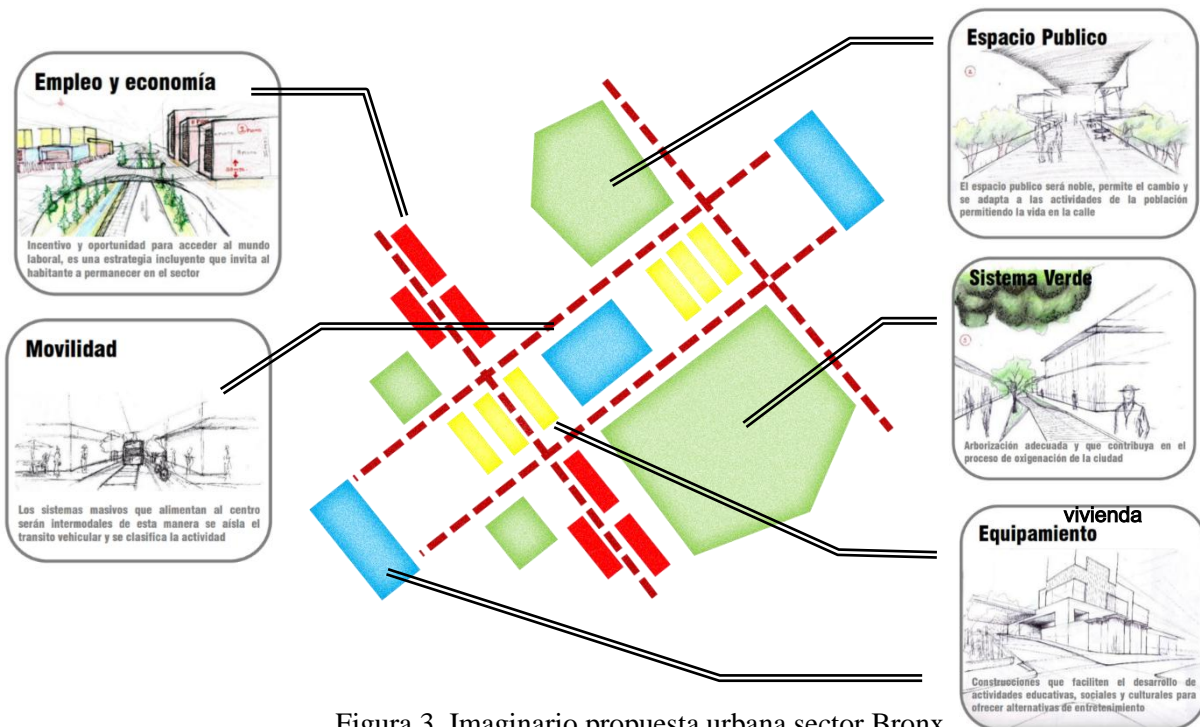 Empleo y economía
Incentivo y oportunidad para acceder al mundo
laboral, es una estrategia incluyente que invita al
habitante a permanecer en el sector
Movilidad
Los sistemas masivos que alimentan al centro
serán intermodales de esta manera se aísla el
transito vehicular y se clasifica la actividad
Espacio Publico
El espacio publico será noble, permite el cambio y
se adapta a las actividades de la población
permitiendo la vida en la calle
Sistema Verde
Arborización adecuada y que contribuya en el
proceso de oxigenación de la ciudad
vivienda
Equipamiento
Construcciones que faciliten el desarrollo de
actividades educativas, sociales y culturales para
ofrecer alternativas de entretenimiento
Figura 3. Imaginario propuesta urbana sector Bronx